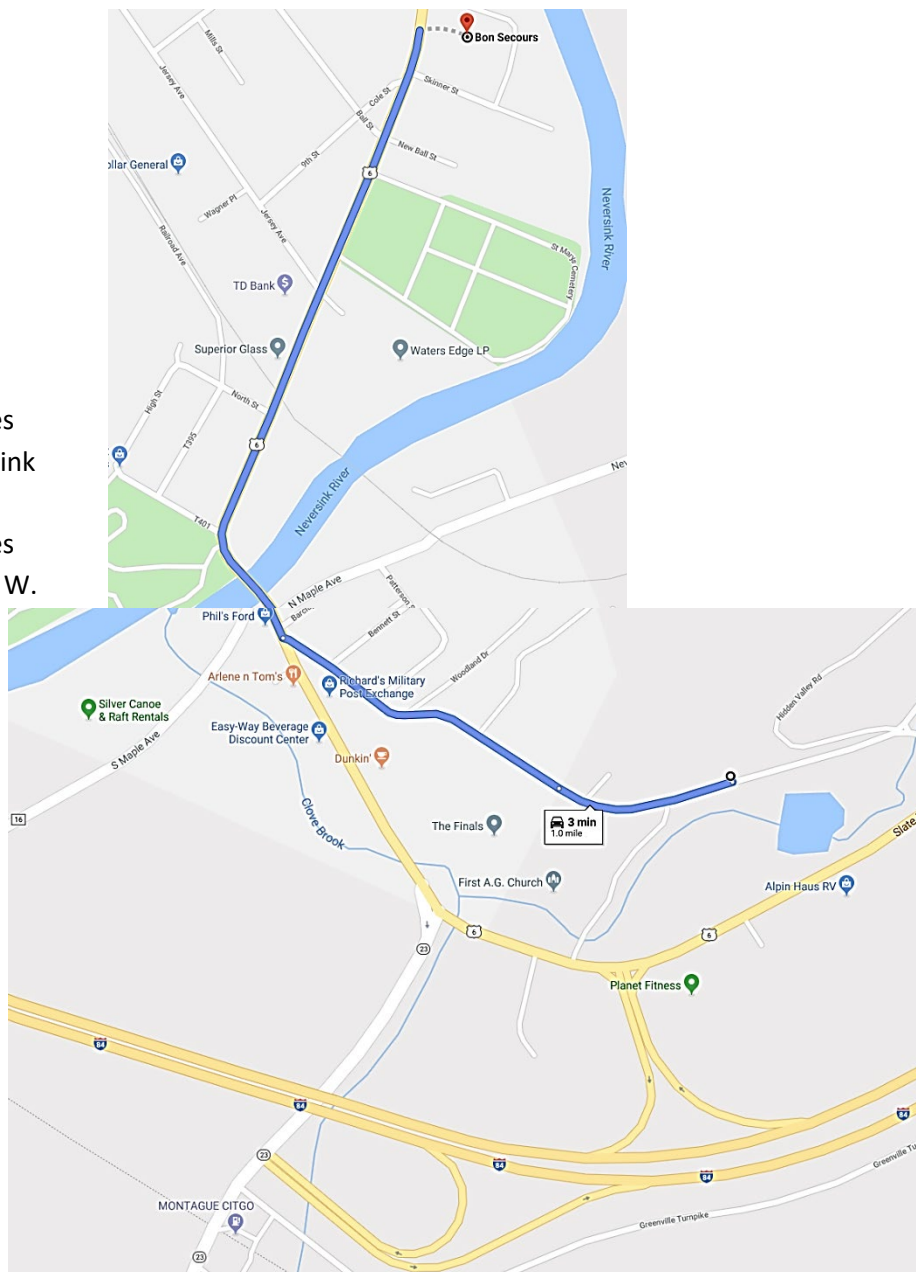 Bon Secours
Mills St
Jersey Ave
Skinner St
Cole St
Ball St
New Ball St
9th St
ollar General
6
Wagner Pl
Jersey Ave
Railroad Ave
Neversink River
St Marys Cemetery
TD Bank
Superior Glass
Waters Edge LP
High St
North St
T395
es
ink
6
Nev
T401
Neversink River
es
W.
N Maple Ave
Phil's Ford
Bennett St
Woodland Dr
Arlene n Tom's
Richard's Military
Post Exchange
Hidden Valley Rd
Silver Canoe
& Raft Rentals
Easy-Way Beverage
Discount Center
S Maple Ave
Dunkin'
16
Clove Brook
The Finals
3 min
1.0 mile
Slate
First A.G. Church
Alpin Haus RV
6
6
23
Planet Fitness
84
84
84
84
84
23
Greenville Tu
MONTAGUE CITGO
Greenville Turnpike
23